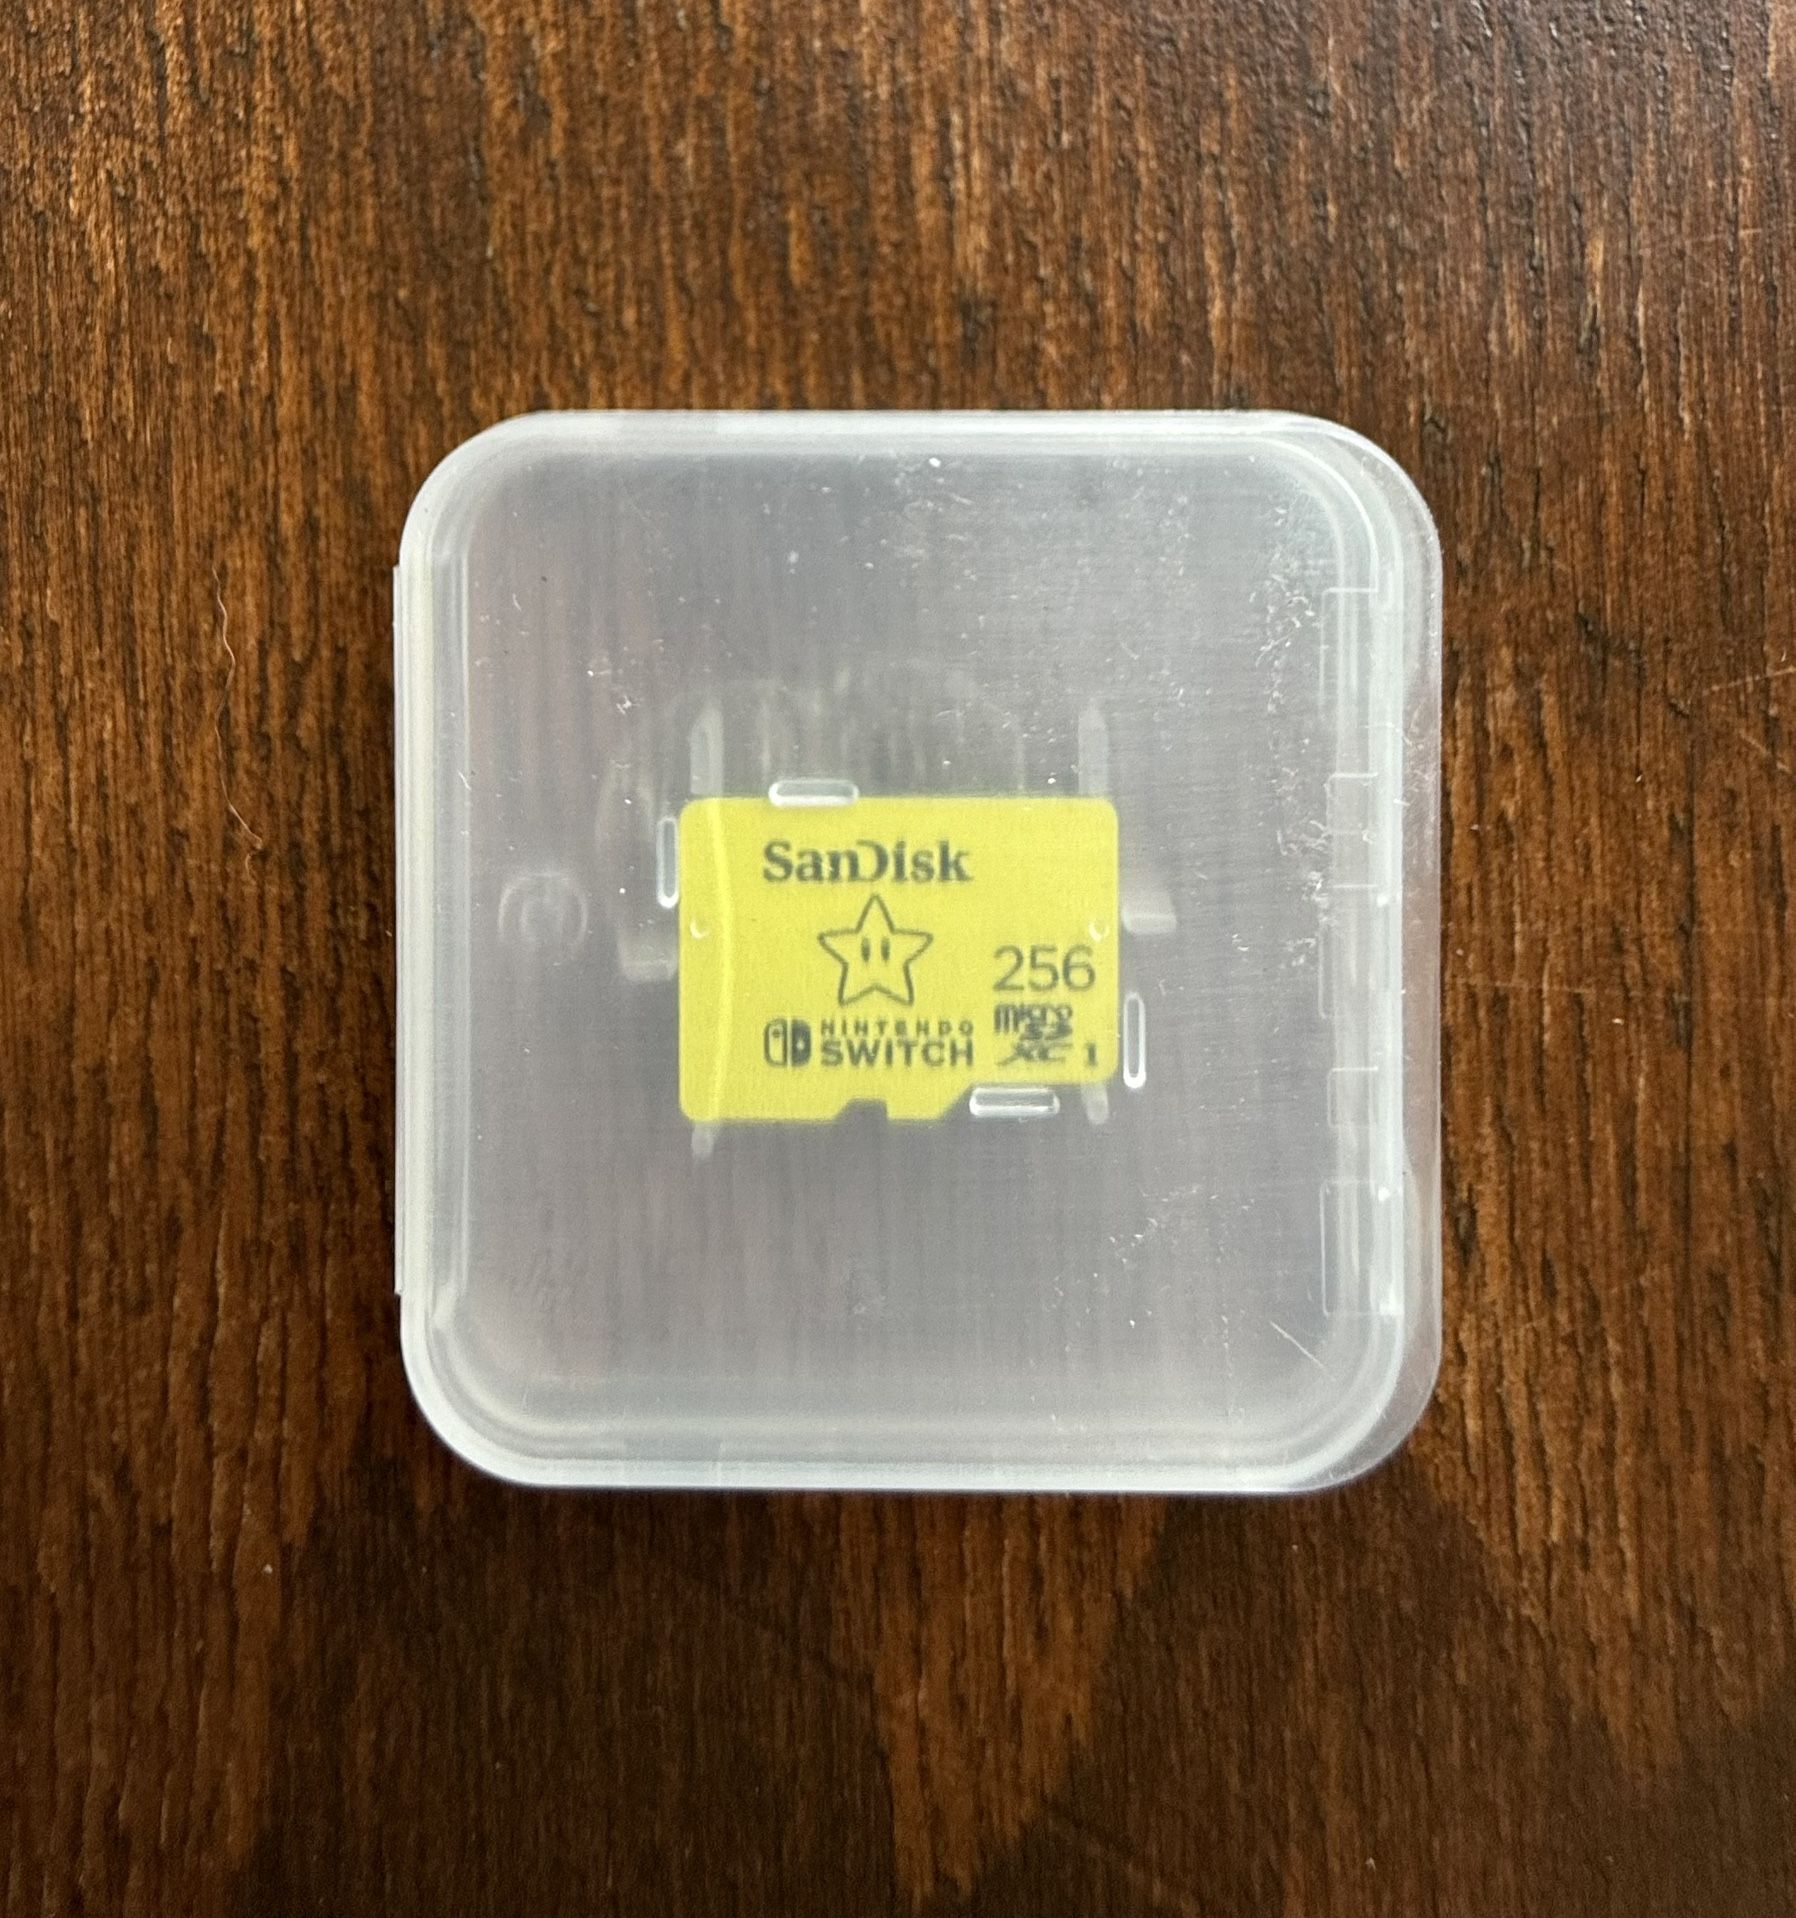 SanDisk
256
NINTENDO
SWITCH
micro
SD
XC I
1